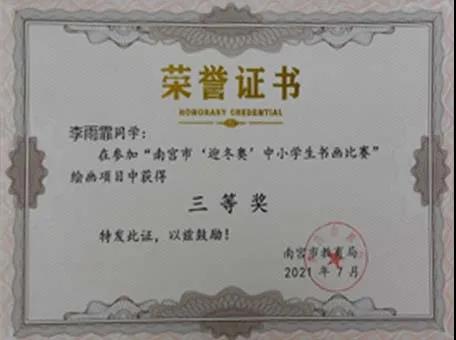 荣誉证书
HONORARY CREDENTIAL
李雨霏同学：
在参加“南宫市‘迎冬奥’中小学生书画比赛”
绘画项目中获得
三等奖
特发此证，以兹鼓励！
南宫市教育局
2021年7月